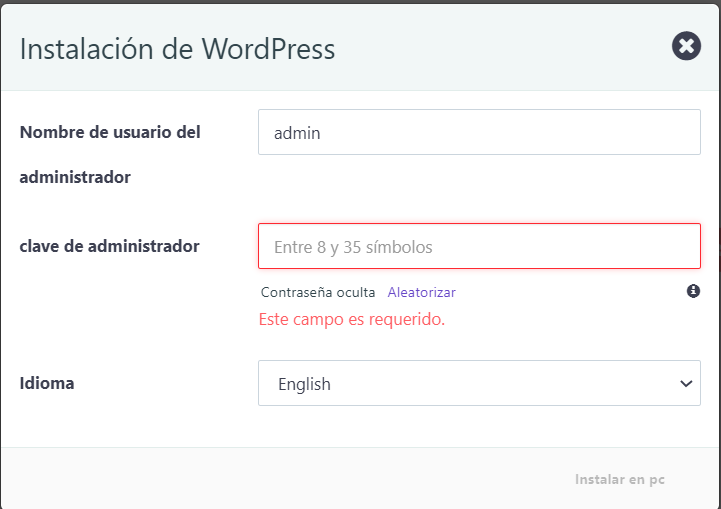 Instalación de WordPress
Nombre de usuario del
administrador
admin
clave de administrador
Entre 8 y 35 símbolos
Contraseña oculta Aleatorizar
Este campo es requerido.
Idioma
English
Instalar en pc